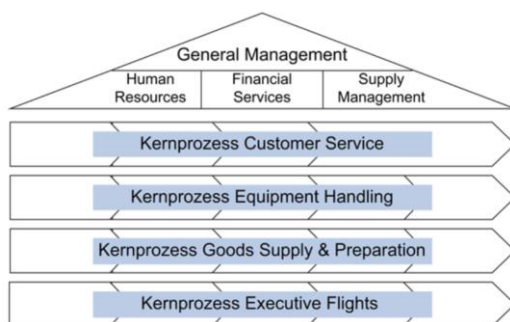 General Management
Human
Resources
Financial
Services
Supply
Management
Kernprozess Customer Service
Kernprozess Equipment Handling
Kernprozess Goods Supply & Preparation
Kernprozess Executive Flights